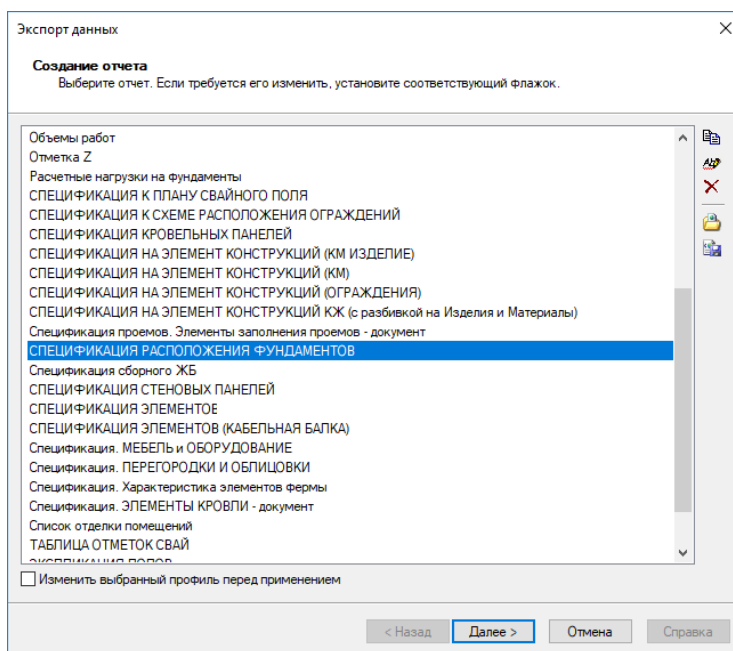 Экспорт данных
Создание отчета
Выберите отчет. Если требуется его изменить, установите соответствующий флажок.
Объемы работ
Отметка Z
Расчетные нагрузки на фундаменты
СПЕЦИФИКАЦИЯ К ПЛАНУ СВАЙНОГО ПОЛЯ
СПЕЦИФИКАЦИЯ К СХЕМЕ РАСПОЛОЖЕНИЯ ОГРАЖДЕНИЙ
СПЕЦИФИКАЦИЯ КРОВЕЛЬНЫХ ПАНЕЛЕЙ
СПЕЦИФИКАЦИЯ НА ЭЛЕМЕНТ КОНСТРУКЦИЙ (КМ ИЗДЕЛИЕ)
СПЕЦИФИКАЦИЯ НА ЭЛЕМЕНТ КОНСТРУКЦИЙ (КМ)
СПЕЦИФИКАЦИЯ НА ЭЛЕМЕНТ КОНСТРУКЦИЙ (ОГРАЖДЕНИЯ)
СПЕЦИФИКАЦИЯ НА ЭЛЕМЕНТ КОНСТРУКЦИЙ КЖ (с разбивкой на Изделия и Материалы)
Спецификация проемов. Элементы заполнения проемов - документ
СПЕЦИФИКАЦИЯ РАСПОЛОЖЕНИЯ ФУНДАМЕНТОВ
Спецификация сборного ЖБ
СПЕЦИФИКАЦИЯ СТЕНОВЫХ ПАНЕЛЕЙ
СПЕЦИФИКАЦИЯ ЭЛЕМЕНТОВ
СПЕЦИФИКАЦИЯ ЭЛЕМЕНТОВ (КАБЕЛЬНАЯ БАЛКА)
Спецификация. МЕБЕЛЬ и ОБОРУДОВАНИЕ
Спецификация. ПЕРЕГОРОДКИ И ОБЛИЦОВКИ
Спецификация. Характеристика элементов фермы
Спецификация. ЭЛЕМЕНТЫ КРОВЛИ - документ
Список отделки помещений
ТАБЛИЦА ОТМЕТОК СВАЙ
ЭКСПЛИКАЦИЯ ПОЛОВ
Изменить выбранный профиль перед применением
< Назад Далее > Отмена Справка